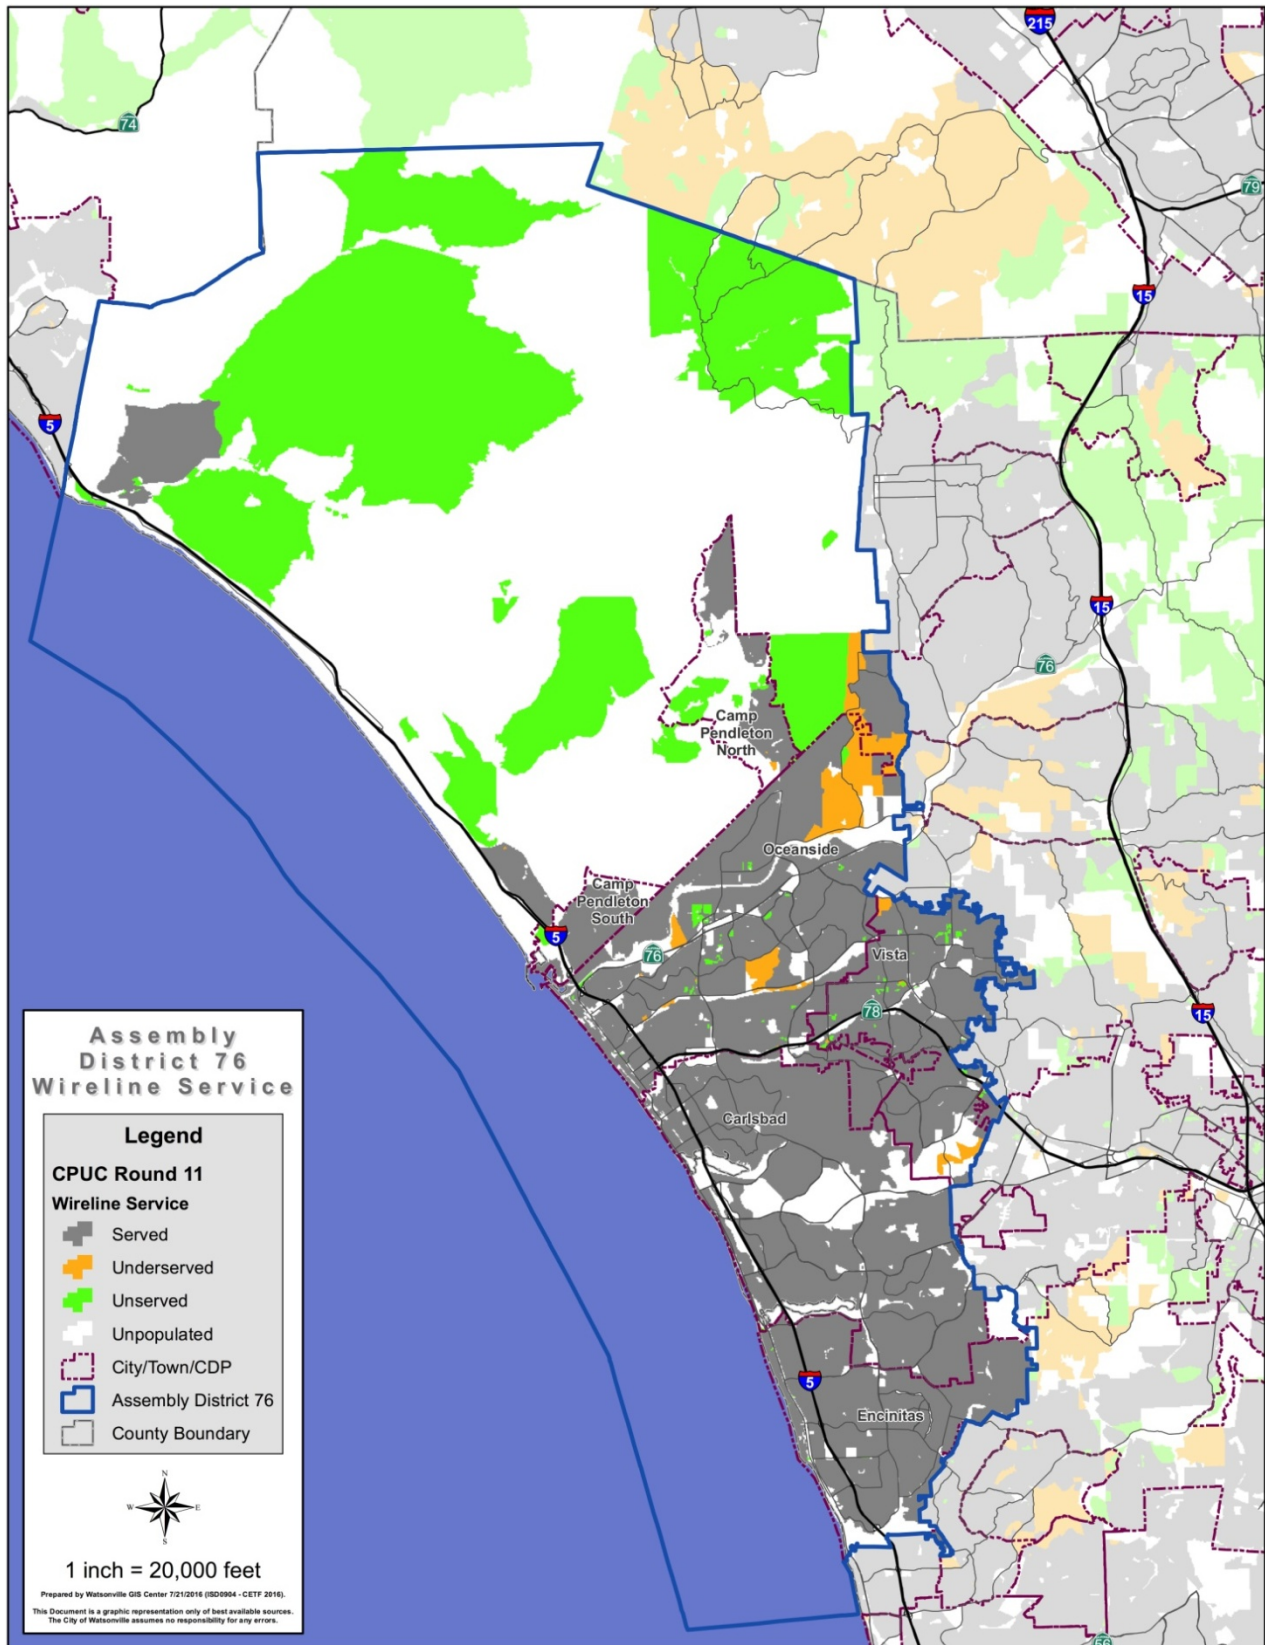 215
74
79
15
5
15
76
Camp
Pendleton
North
Oceanside
Camp
Pendleton
South
5
76
Vista
78
15
Carlsbad
5
Encinitas
56
Assembly
District 76
Wireline Service
Legend
CPUC Round 11
Wireline Service
Served
Underserved
Unserved
Unpopulated
City/Town/CDP
Assembly District 76
County Boundary
N
W E
S
1 inch = 20,000 feet
Prepared by Watsonville GIS Center 7/21/2016 (ISD0904 - CETF 2016).
This Document is a graphic representation only of best available sources.
The City of Watsonville assumes no responsibility for any errors.